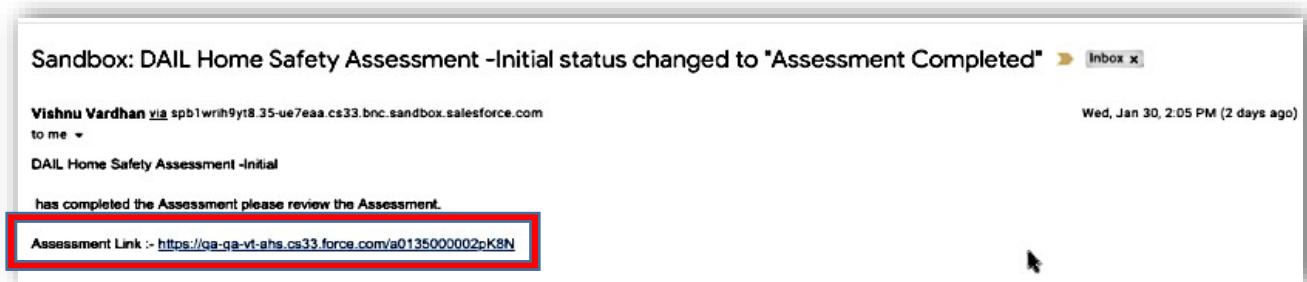 Sandbox: DAIL Home Safety Assessment -Initial status changed to "Assessment Completed" Inbox x
Vishnu Vardhan via spb1wrih9yt8.35-ue7eaa.cs33.bnc.sandbox.salesforce.com Wed, Jan 30, 2:05 PM (2 days ago)
to me
DAIL Home Safety Assessment -Initial
has completed the Assessment please review the Assessment.
Assessment Link :- https://qa-qa-vt-ahs.cs33.force.com/a0135000002pK8N